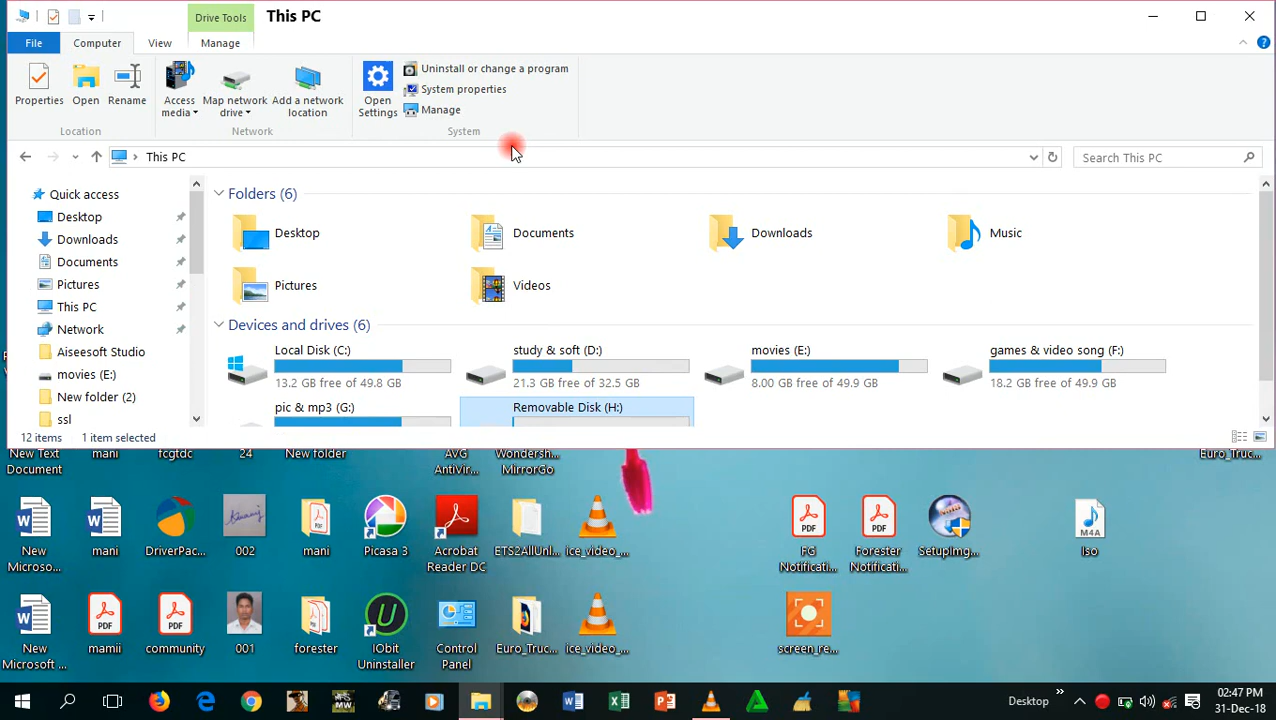 Drive Tools
This PC
File
Computer
View
Manage
Properties
Open
Rename
Access media
Map network drive
Add a network location
Open Settings
Uninstall or change a program
System properties
Manage
Location
Network
System
This PC
Search This PC
Quick access
Desktop
Downloads
Documents
Pictures
This PC
Network
Aiseesoft Studio
movies (E:)
New folder (2)
ssl
Folders (6)
Desktop
Documents
Downloads
Music
Pictures
Videos
Devices and drives (6)
Local Disk (C:)
13.2 GB free of 49.8 GB
study & soft (D:)
21.3 GB free of 32.5 GB
movies (E:)
8.00 GB free of 49.9 GB
games & video song (F:)
18.2 GB free of 49.9 GB
pic & mp3 (G:)
Removable Disk (H:)
12 items
1 item selected
New Text Document
mani
fcgtdc
24
New folder
AVG AntiVir...
Wondersh... MirrorGo
Euro_Truc...
New Microso...
mani
DriverPac...
002
mani
Picasa 3
Acrobat Reader DC
ETS2AllUnl...
ice_video_...
FG Notificati...
Forester Notificati...
SetupImg...
M4A
lso
New Microsoft ...
mamii
community
001
forester
IObit Uninstaller
Control Panel
Euro_Truc...
ice_video_...
screen_re...
Desktop
02:47 PM
31-Dec-18